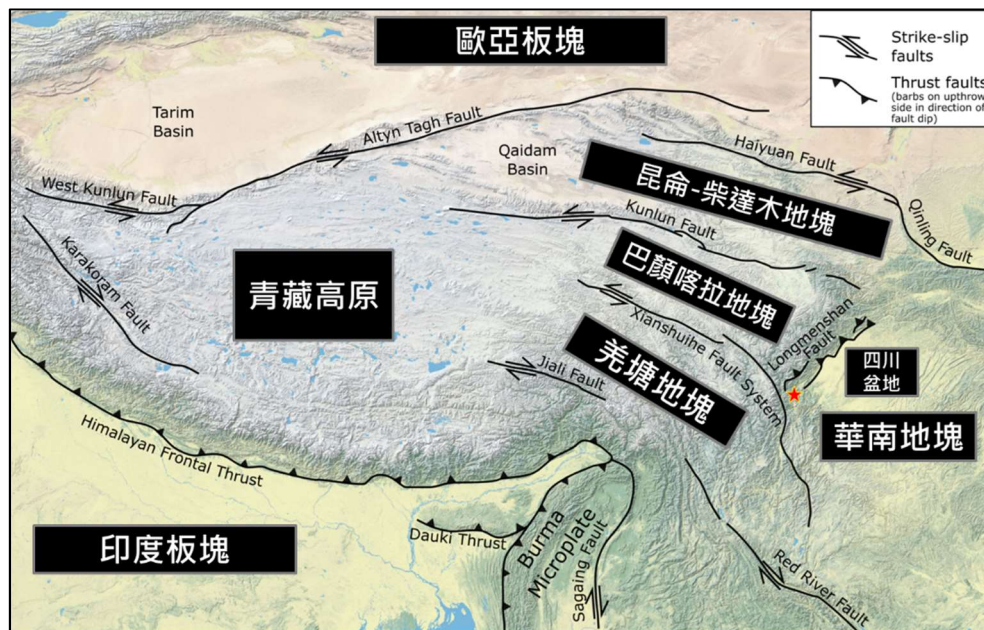 歐亞板塊
Strike-slip
faults
Thrust faults
(barbs on upthrow
side in direction of
fault dip)
Tarim
Basin
Altyn Tagh Fault
Qaidam
Basin
Haiyuan Fault
昆侖-柴達木地塊
West Kunlun Fault
Kunlun Fault
Qinling Fault
Karakoram Fault
青藏高原
巴顏喀拉地塊
Xianshuihe Fault System
Longmenshan
Fault
四川
盆地
Jiali Fault
羌塘地塊
華南地塊
Himalayan Frontal Thrust
印度板塊
Dauki Thrust
Burma
Microplate
Sagaing Fault
Red River Fault